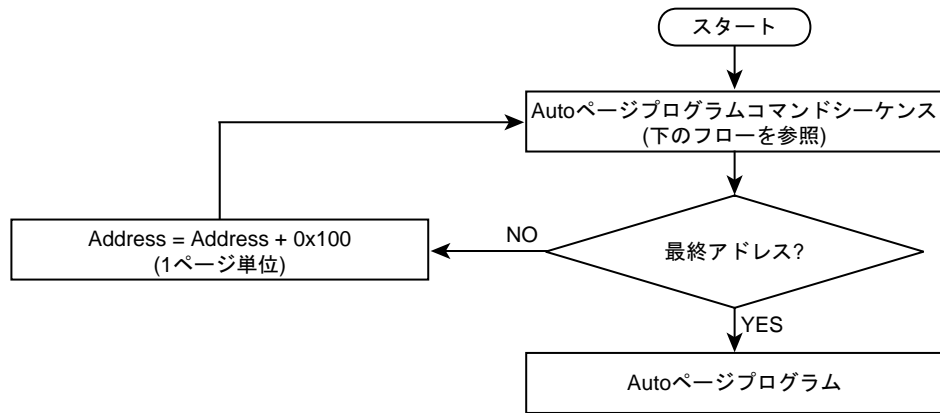 スタート
Autoページプログラムコマンドシーケンス
(下のフローを参照)
Address = Address + 0x100
(1ページ単位)
NO
最終アドレス?
YES
Autoページプログラム